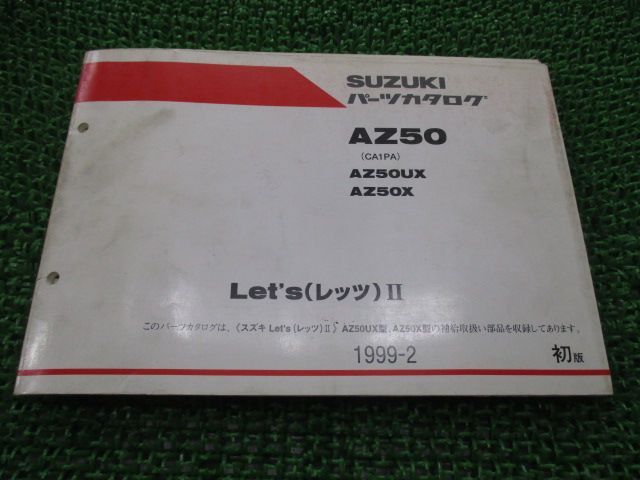 SUZUKI
パーツカタログ
AZ50
(CA1PA)
AZ50UX
AZ50X
Let's(レッツ)II
このパーツカタログは、《スズキ Let's(レッツ)II》AZ50UX型、AZ50X型の補給取扱い部品を収録してあります。
1999-2
初版